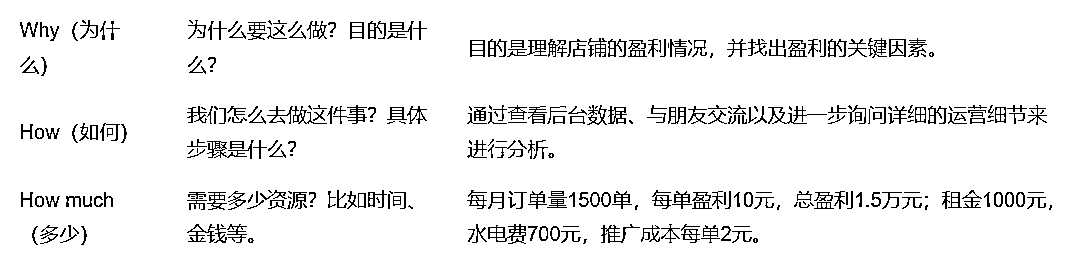 Why（为什么）
为什么要这么做？目的是什么？
目的是理解店铺的盈利情况，并找出盈利的关键因素。
How（如何）
我们怎么去做这件事？具体步骤是什么？
通过查看后台数据、与朋友交流以及进一步询问详细的运营细节来进行分析。
How much（多少）
需要多少资源？比如时间、金钱等。
每月订单量1500单，每单盈利10元，总盈利1.5万元；租金1000元，水电费700元，推广成本每单2元。